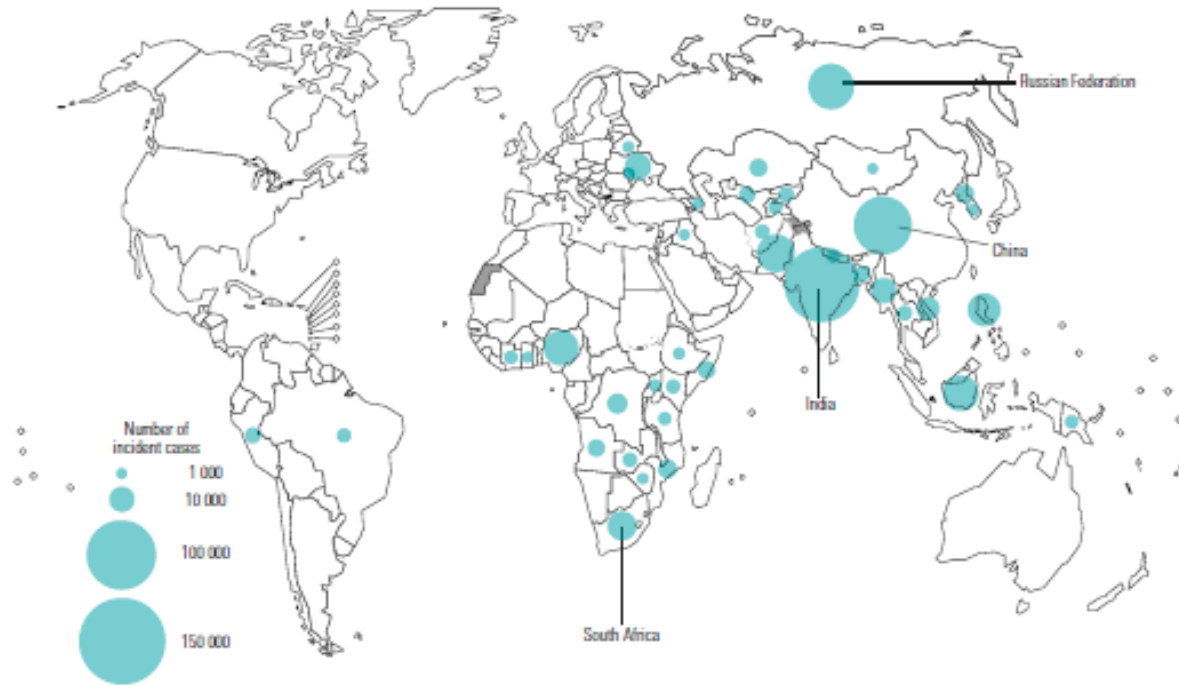 Russian Federation
China
India
Number of
incident cases
1 000
10 000
100 000
150 000
South Africa